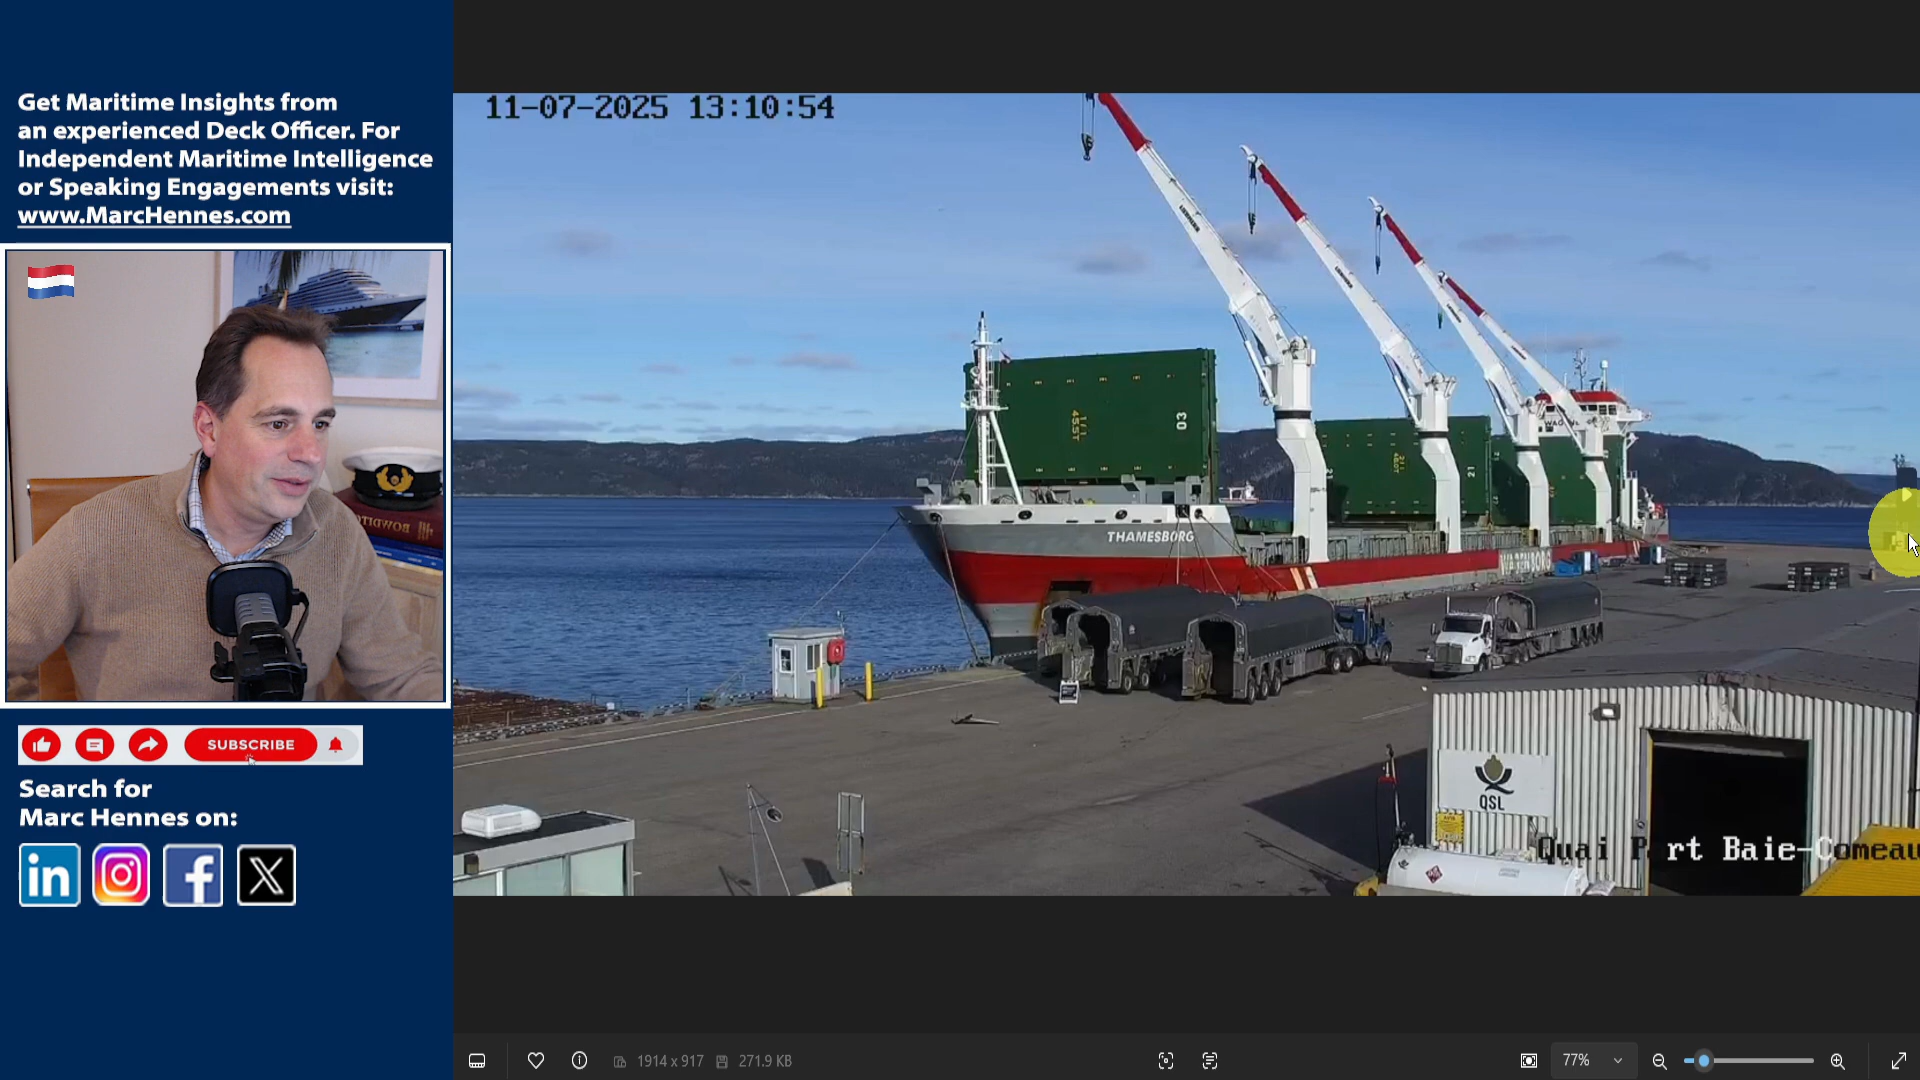 Get Maritime Insights from
an experienced Deck Officer. For
Independent Maritime Intelligence
or Speaking Engagements visit:
www.MarcHennes.com
SUBSCRIBE
Search for
Marc Hennes on:
11-07-2025 13:10:54
03
21
THAMESBORG
WAGENBORG
QSL
Quai P rt Baie-Comeau
1914 x 917
271.9 KB
77%